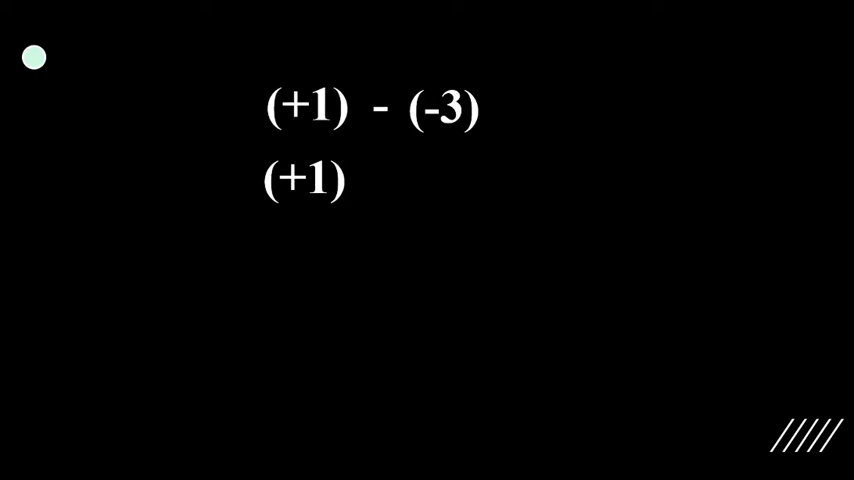 (+1) - (-3)
(+1)